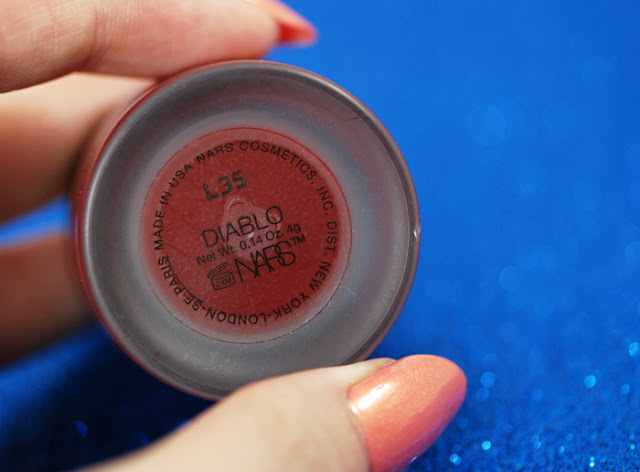 MADE IN USA NARS COSMETICS, INC. DIST. NEW YORK-LONDON-SE-PARIS
L35
DIABLO
Net Wt. 0.14 Oz. 4g
NARS™